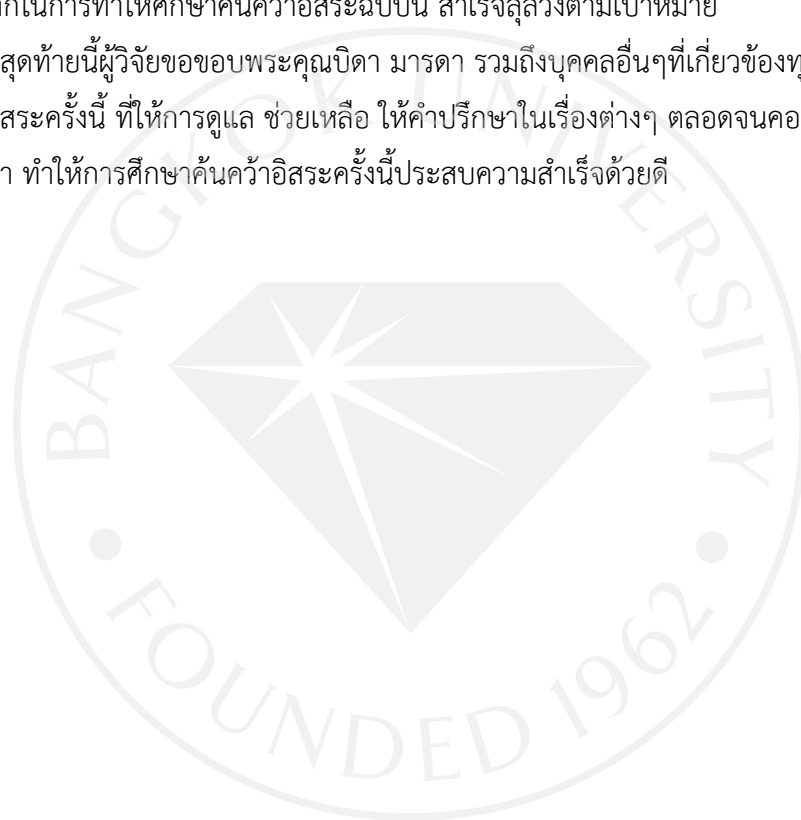 ในการทำให้ศึกษาค้นคว้าอิสระฉบับนี้ สำเร็จลุล่วงตามเป้าหมาย
สุดท้ายนี้ผู้วิจัยขอขอบพระคุณบิดา มารดา รวมถึงบุคคลอื่นๆที่เกี่ยวข้อง
สระครั้งนี้ ที่ให้การดูแล ช่วยเหลือ ให้คำปรึกษาในเรื่องต่างๆ ตลอดจนคอ
า ทำให้การศึกษาค้นคว้าอิสระครั้งนี้ประสบความสำเร็จด้วยดี
BANGKOK UNIVERSITY
FOUNDED 1962